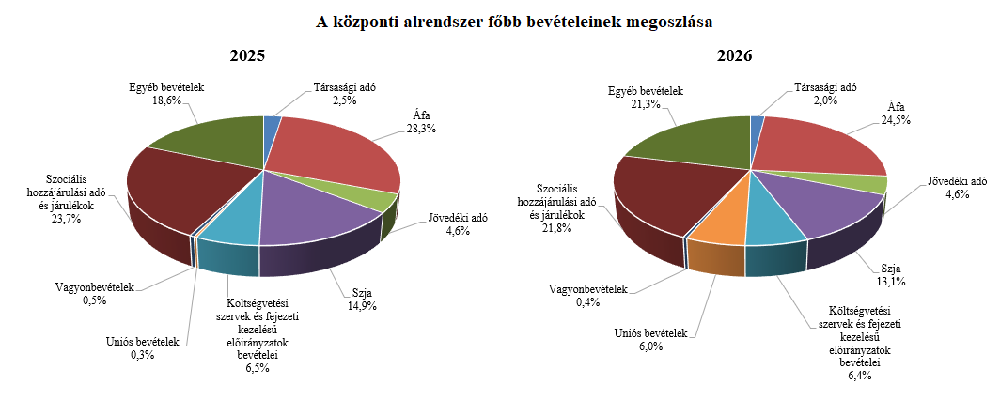 A központi alrendszer főbb bevételeinek megoszlása
2025
Egyéb bevételek
18,6%
Társasági adó
2,5%
Áfa
28,3%
Szociális
hozzájárulási adó
és járulékok
23,7%
Jövedéki adó
4,6%
Vagyonbevételek
0,5%
Szja
14,9%
Költségvetési
szervek és fejezeti
kezelésű
előirányzatok
bevételei
6,5%
Uniós bevételek
0,3%
2026
Egyéb bevételek
21,3%
Társasági adó
2,0%
Áfa
24,5%
Jövedéki adó
4,6%
Szociális
hozzájárulási adó
és járulékok
21,8%
Szja
13,1%
Vagyonbevételek
0,4%
Költségvetési
szervek és fejezeti
kezelésű
előirányzatok
bevételei
6,4%
Uniós bevételek
6,0%